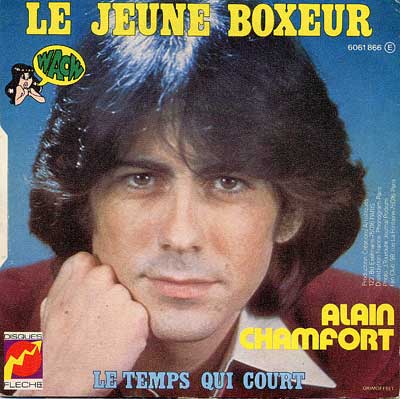 LE JEUNE BOXEUR
6061 866 E
WACK
ALAIN
CHAMFORT
DISQUES
FLECHE
LE TEMPS QUI COURT